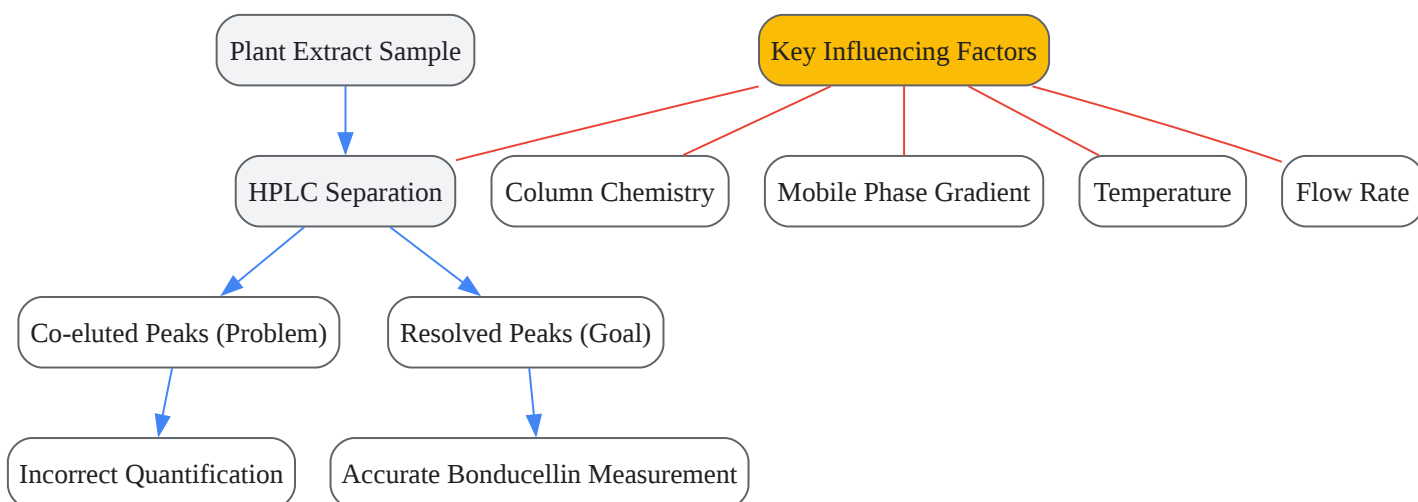 Plant Extract Sample
Key Influencing Factors
HPLC Separation
Column Chemistry
Mobile Phase Gradient
Temperature
Flow Rate
Co-eluted Peaks (Problem)
Resolved Peaks (Goal)
Incorrect Quantification
Accurate Bonducellin Measurement